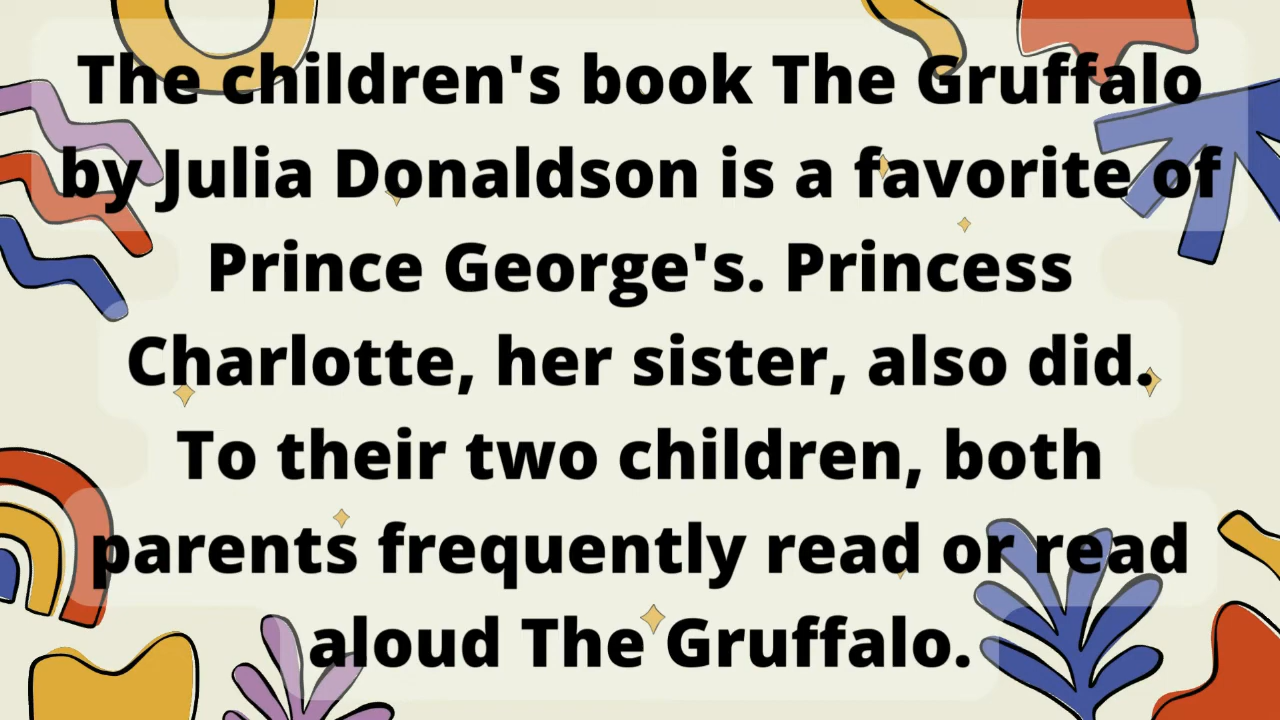 The children's book The Gruffalo
by Julia Donaldson is a favorite of
Prince George's. Princess
Charlotte, her sister, also did.
To their two children, both
parents frequently read or read
aloud The Gruffalo.